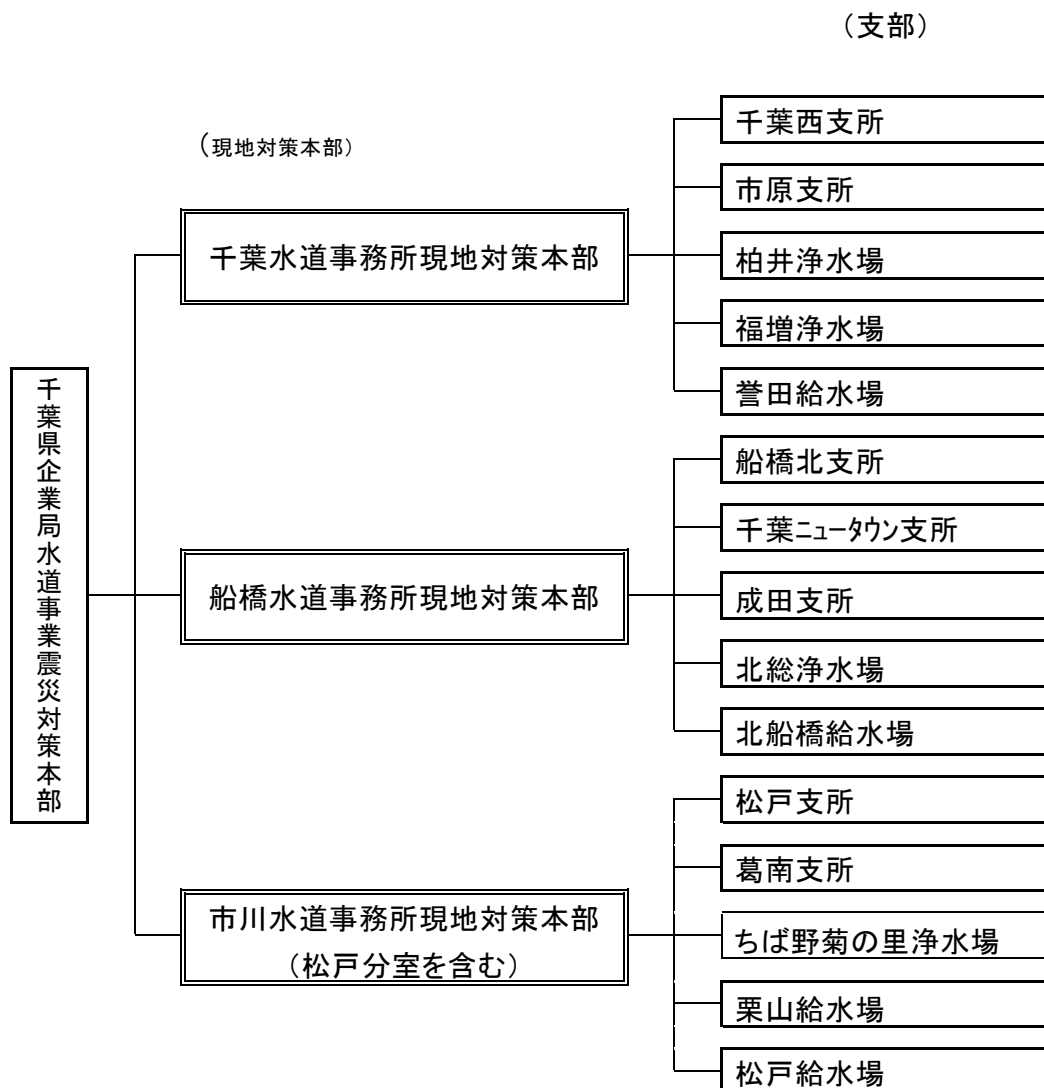 （支部）
（現地対策本部）
千葉県企業局水道事業震災対策本部
千葉水道事務所現地対策本部
千葉西支所
市原支所
柏井浄水場
福増浄水場
誉田給水場
船橋水道事務所現地対策本部
船橋北支所
千葉ﾆｭｰﾀｳﾝ支所
成田支所
北総浄水場
北船橋給水場
市川水道事務所現地対策本部
（松戸分室を含む）
松戸支所
葛南支所
ちば野菊の里浄水場
栗山給水場
松戸給水場